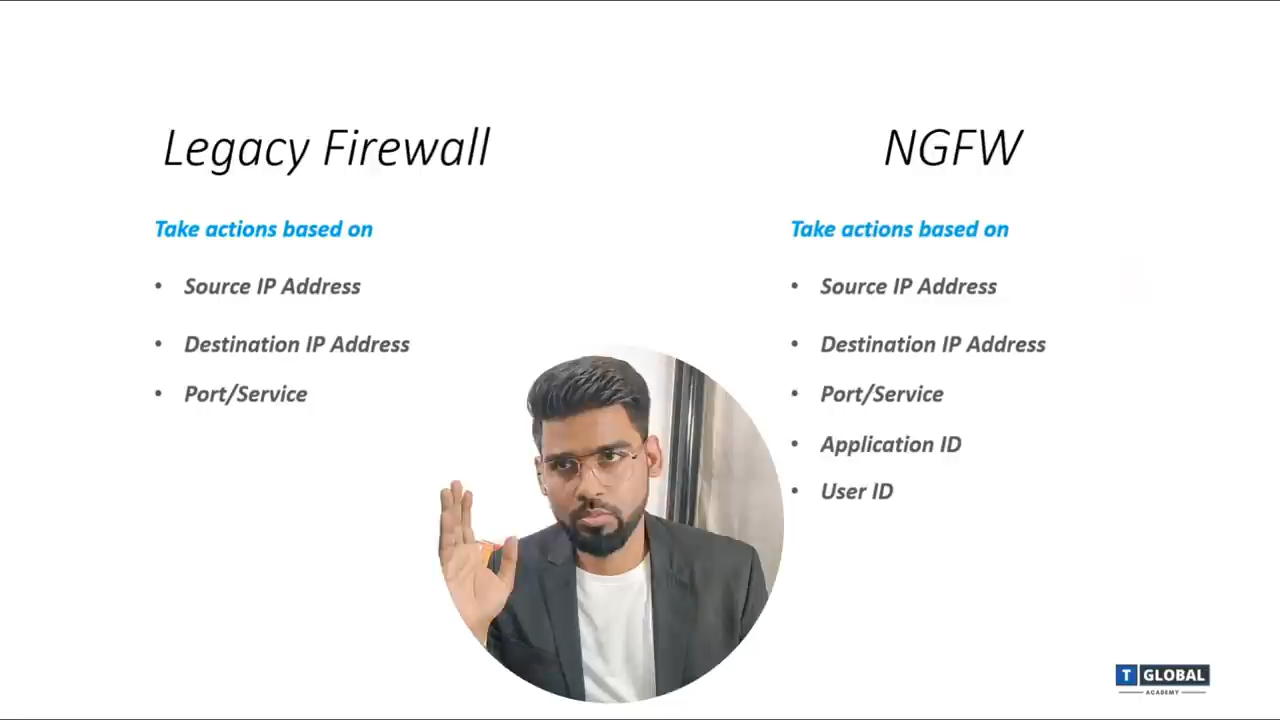 Legacy Firewall
Take actions based on
• Source IP Address
• Destination IP Address
• Port/Service
NGFW
Take actions based on
• Source IP Address
• Destination IP Address
• Port/Service
• Application ID
• User ID
T GLOBAL
ACADEMY